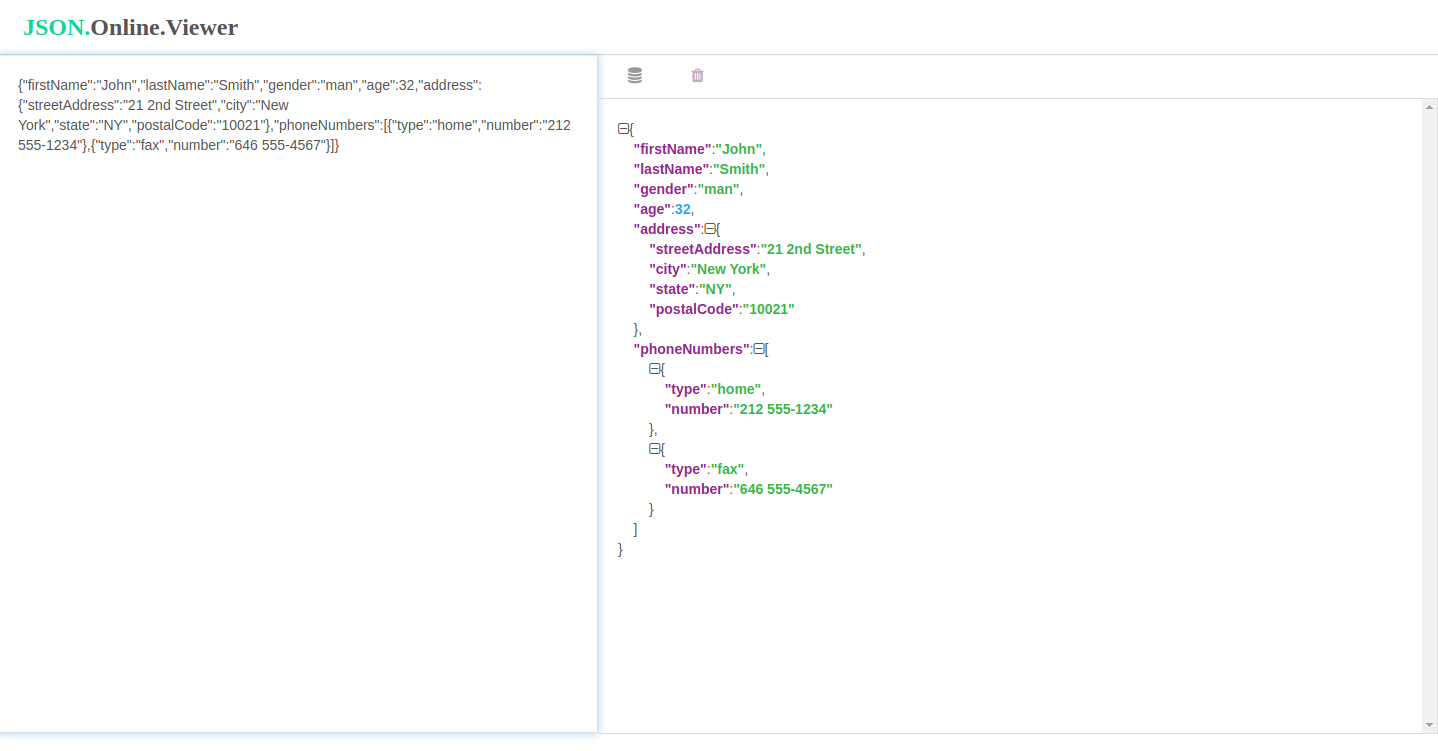 JSON.Online.Viewer
{"firstName":"John","lastName":"Smith","gender":"man","age":32,"address":
{"streetAddress":"21 2nd Street","city":"New
York","state":"NY","postalCode":"10021"},"phoneNumbers":[{"type":"home","number":"212
555-1234"},{"type":"fax","number":"646 555-4567"}]}
{
"firstName":"John",
"lastName":"Smith",
"gender":"man",
"age":32,
"address":{
"streetAddress":"21 2nd Street",
"city":"New York",
"state":"NY",
"postalCode":"10021"
},
"phoneNumbers":[
{
"type":"home",
"number":"212 555-1234"
},
{
"type":"fax",
"number":"646 555-4567"
}
]
}